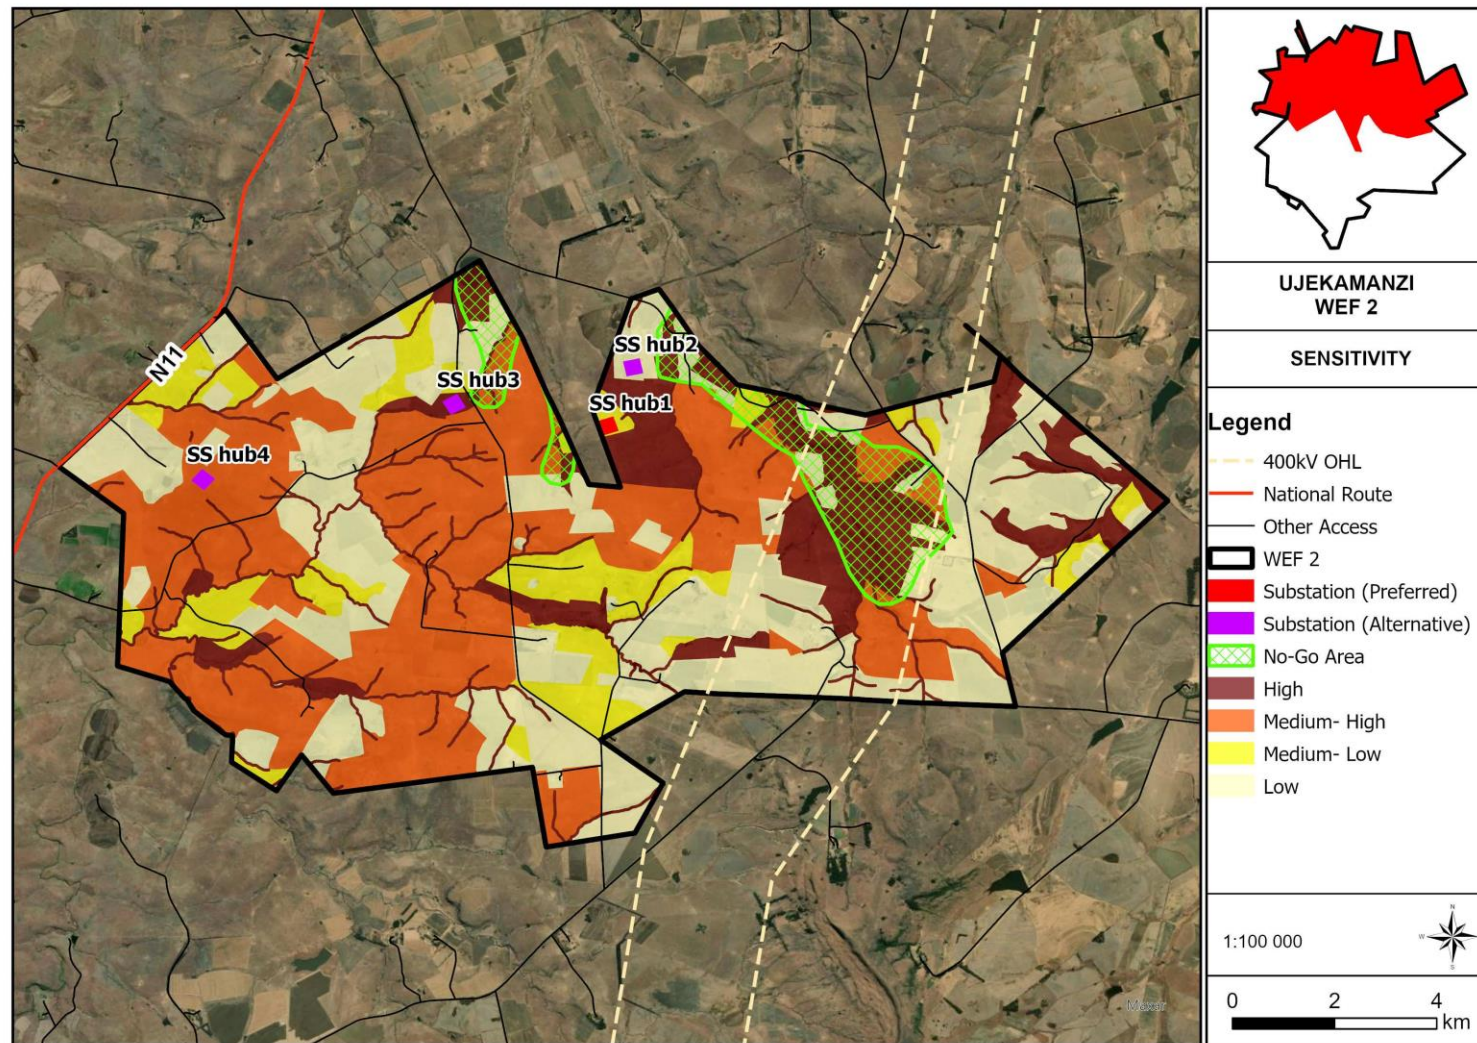 N11
SS hub2
SS hub3
SS hub1
SS hub4
Maxar
UJEKAMANZI
WEF 2
SENSITIVITY
Legend
400kV OHL
National Route
Other Access
WEF 2
Substation (Preferred)
Substation (Alternative)
No-Go Area
High
Medium- High
Medium- Low
Low
1:100 000
N
W
S
0 2 4
km